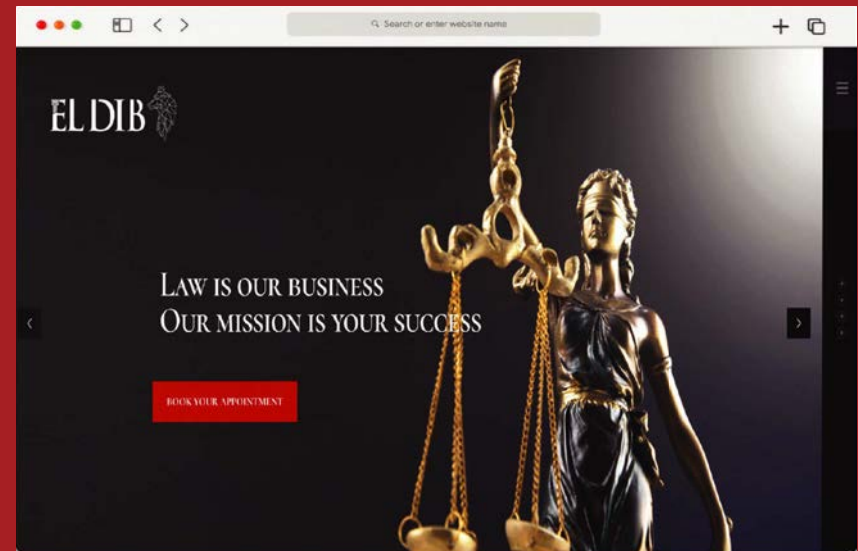 Search or enter website name
EL DIB
LAW IS OUR BUSINESS
OUR MISSION IS YOUR SUCCESS
BOOK YOUR APPOINTMENT